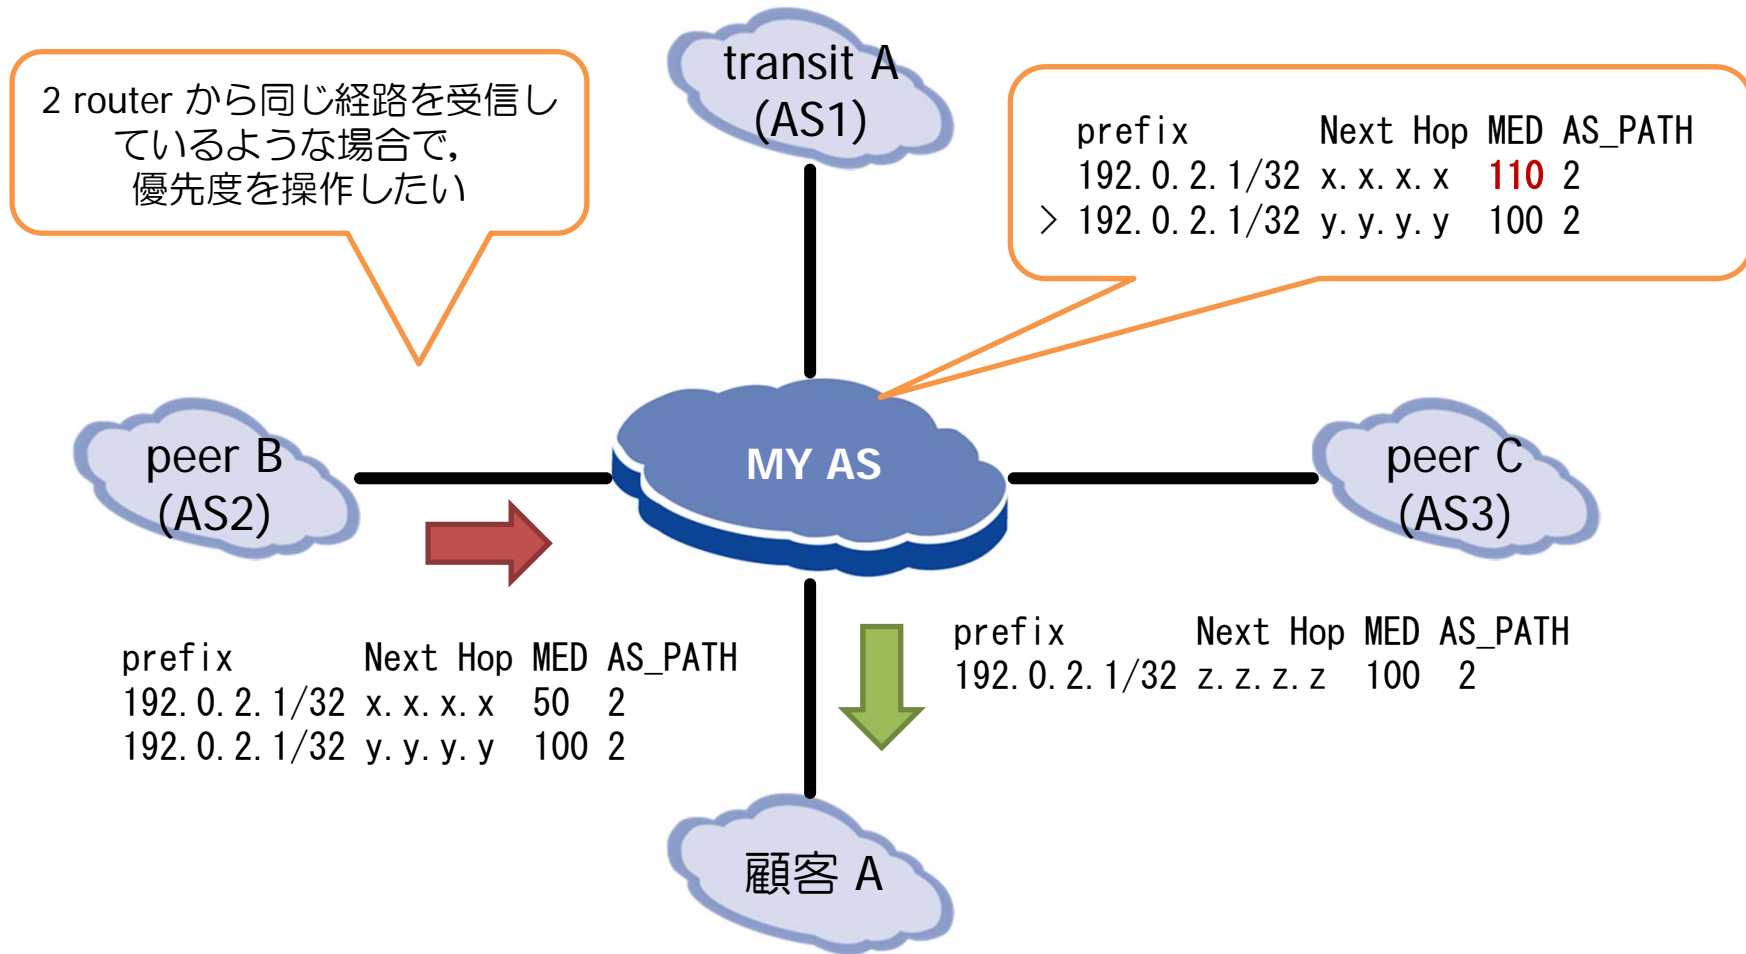 transit A
(AS1)
2 router から同じ経路を受信し
ているような場合で,
優先度を操作したい
prefix Next Hop MED AS_PATH
192.0.2.1/32 x.x.x.x 110 2
> 192.0.2.1/32 y.y.y.y 100 2
peer B
(AS2)
MY AS
peer C
(AS3)
prefix Next Hop MED AS_PATH
192.0.2.1/32 x.x.x.x 50 2
192.0.2.1/32 y.y.y.y 100 2
prefix Next Hop MED AS_PATH
192.0.2.1/32 z.z.z.z 100 2
顧客 A